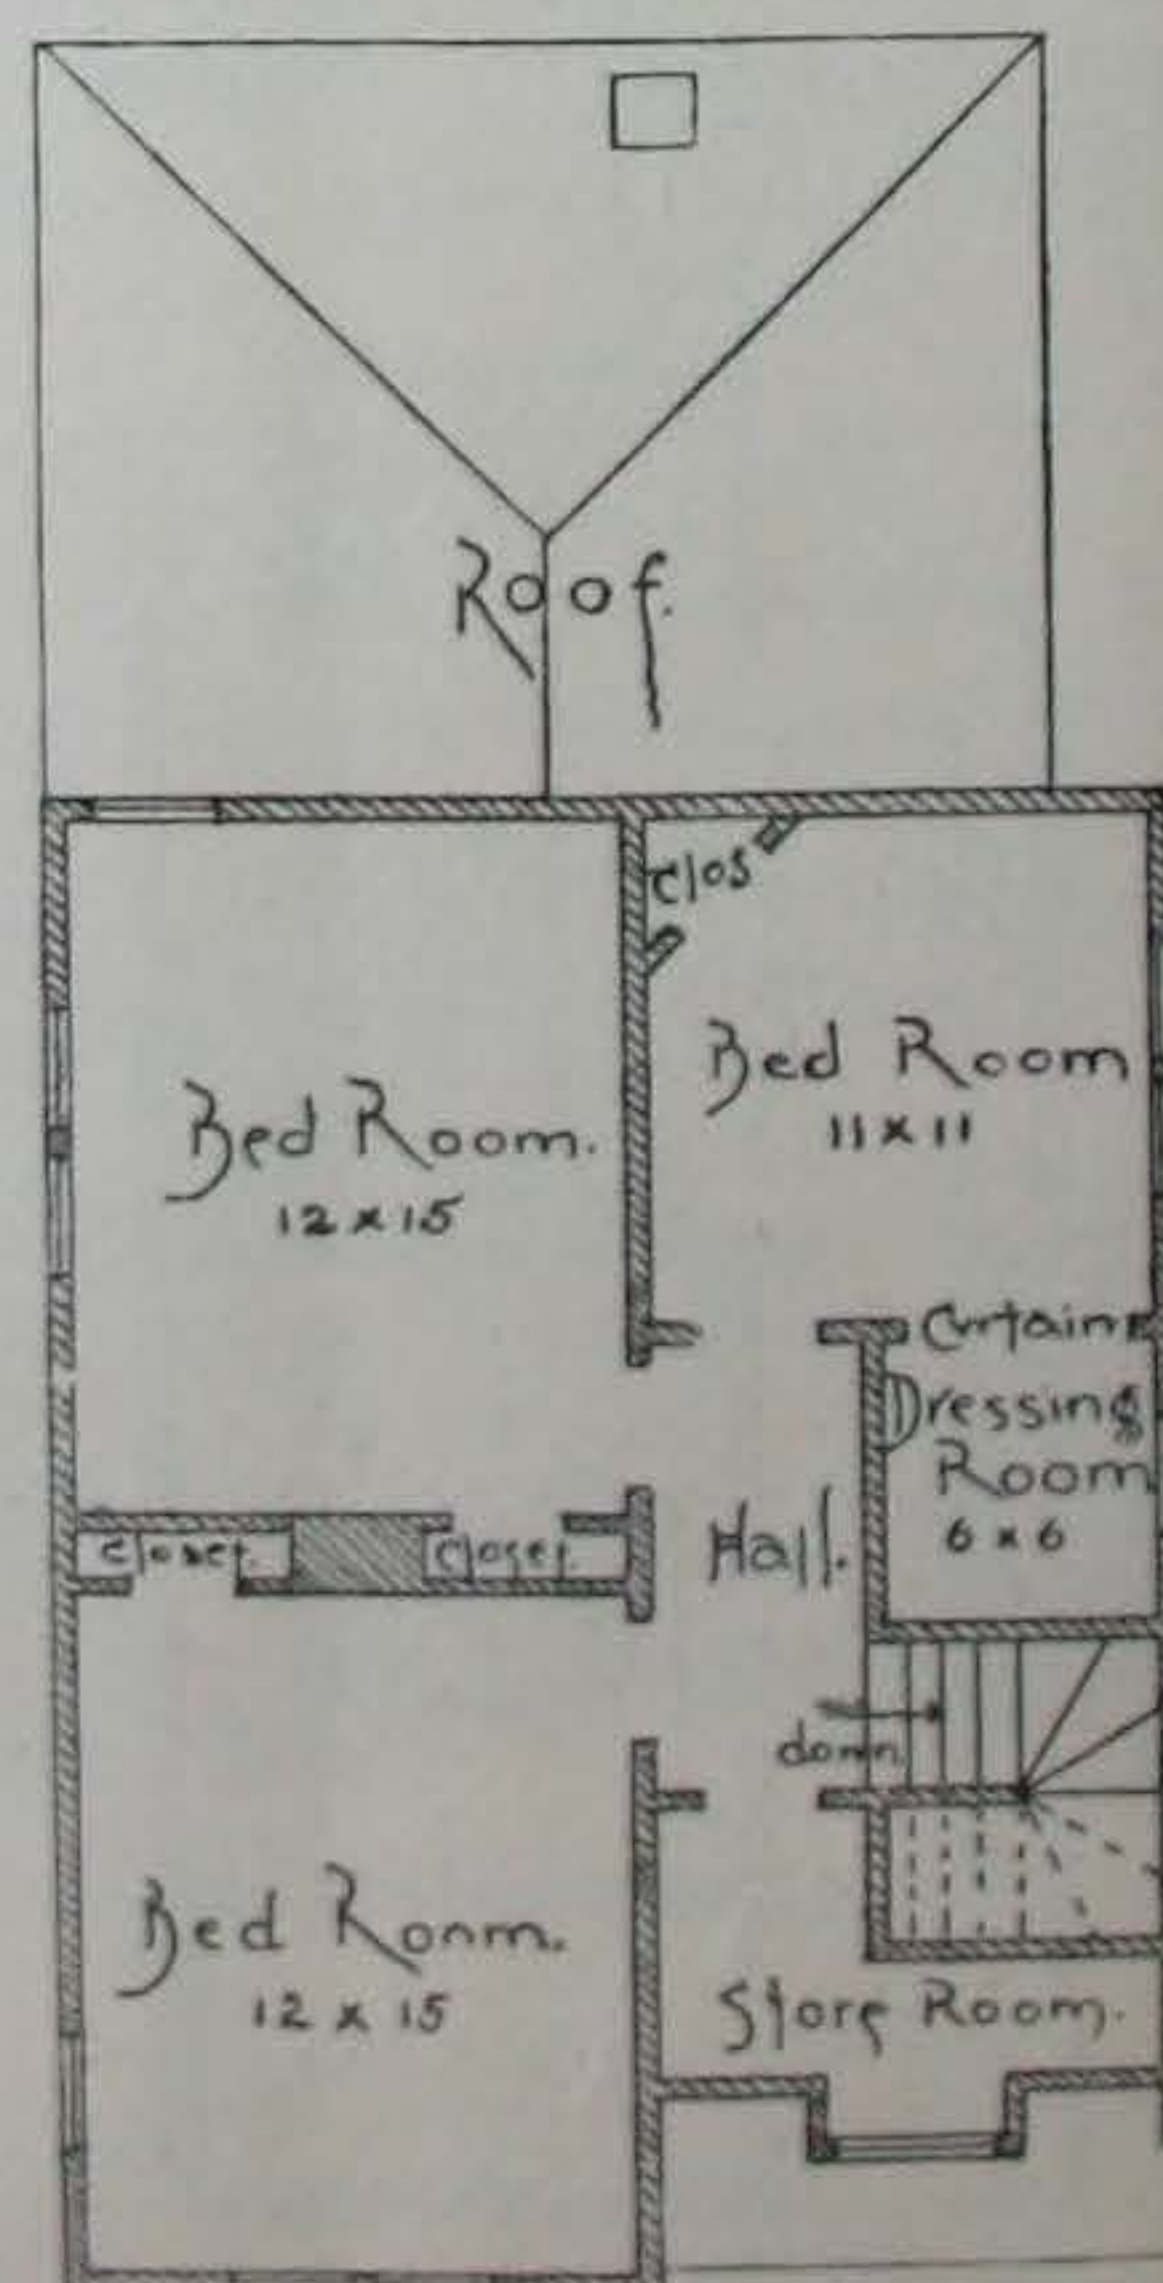 Roof.
Clos
Bed Room
11 x 11
Bed Room.
12 x 15
Curtain
Dressing
Room
6 x 6
Closet.
Closet.
Hall.
down
Bed Room.
12 x 15
Store Room.